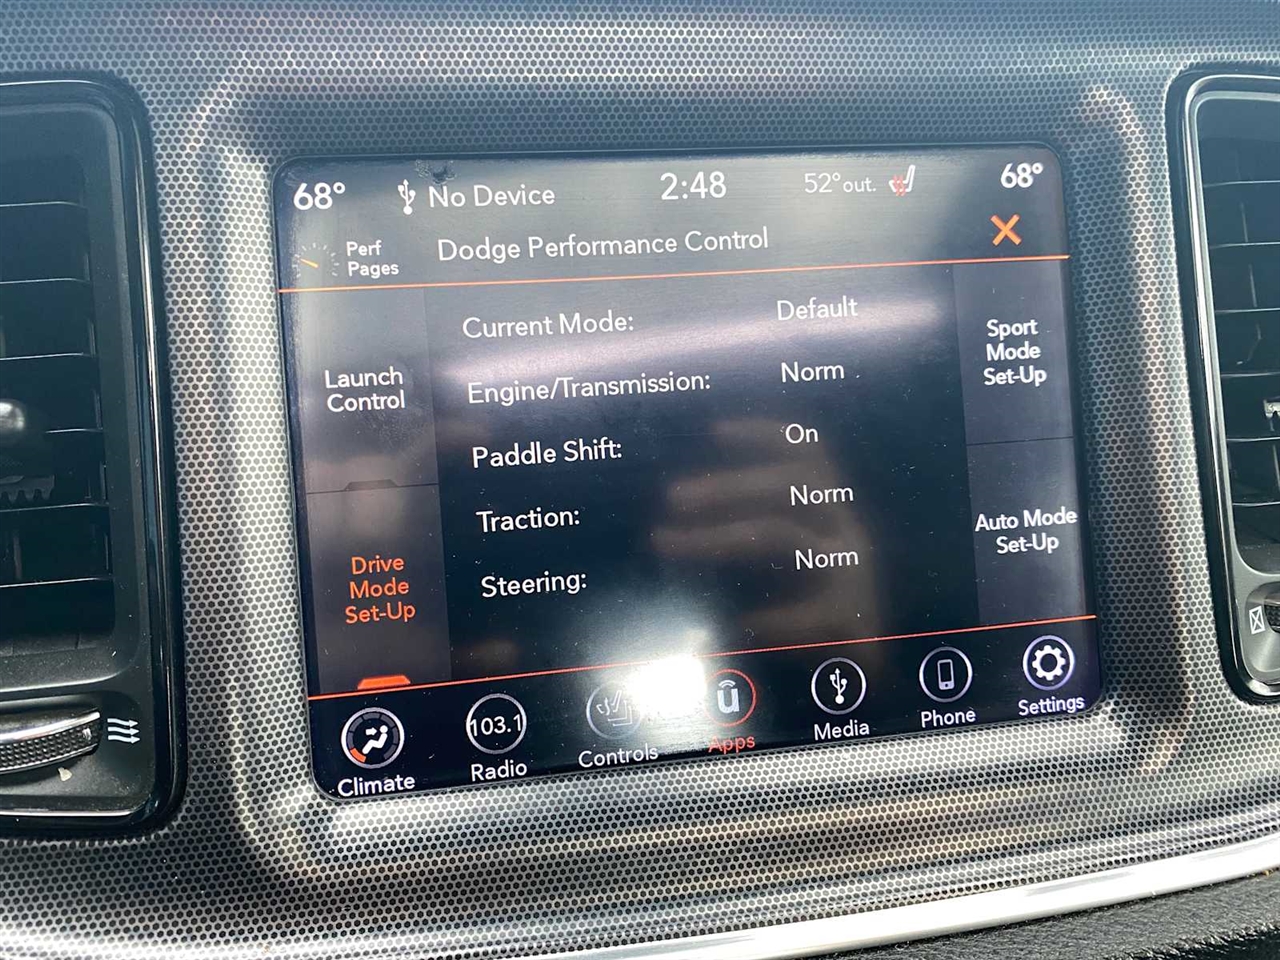 68° No Device 2:48 52°out. 68°
Perf
Pages
Dodge Performance Control
Launch
Control
Drive
Mode
Set-Up
Current Mode: Default
Engine/Transmission: Norm
Paddle Shift: On
Traction: Norm
Steering: Norm
Sport
Mode
Set-Up
Auto Mode
Set-Up
103.1
Climate Radio Controls Apps Media Phone Settings